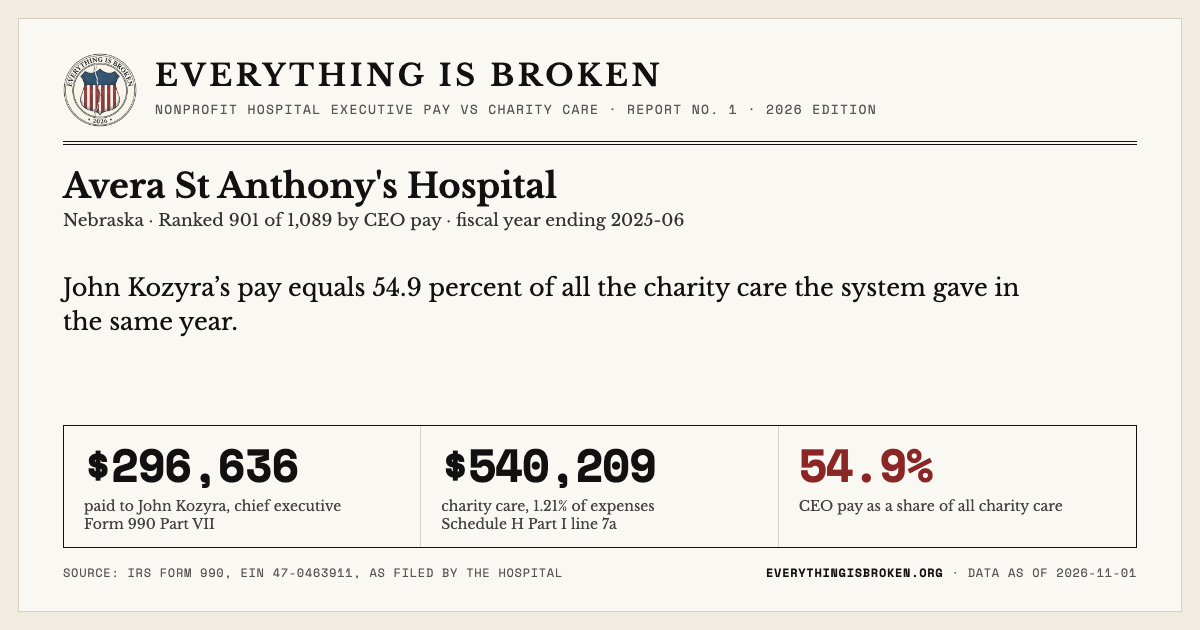 EVERYTHING IS BROKEN
· 2026 ·
EVERYTHING IS BROKEN
NONPROFIT HOSPITAL EXECUTIVE PAY VS CHARITY CARE · REPORT NO. 1 · 2026 EDITION
Avera St Anthony's Hospital
Nebraska · Ranked 901 of 1,089 by CEO pay · fiscal year ending 2025-06
John Kozyra’s pay equals 54.9 percent of all the charity care the system gave in
the same year.
$296,636
paid to John Kozyra, chief executive
Form 990 Part VII
$540,209
charity care, 1.21% of expenses
Schedule H Part I line 7a
54.9%
CEO pay as a share of all charity care
SOURCE: IRS FORM 990, EIN 47-0463911, AS FILED BY THE HOSPITAL
EVERYTHINGISBROKEN.ORG · DATA AS OF 2026-11-01